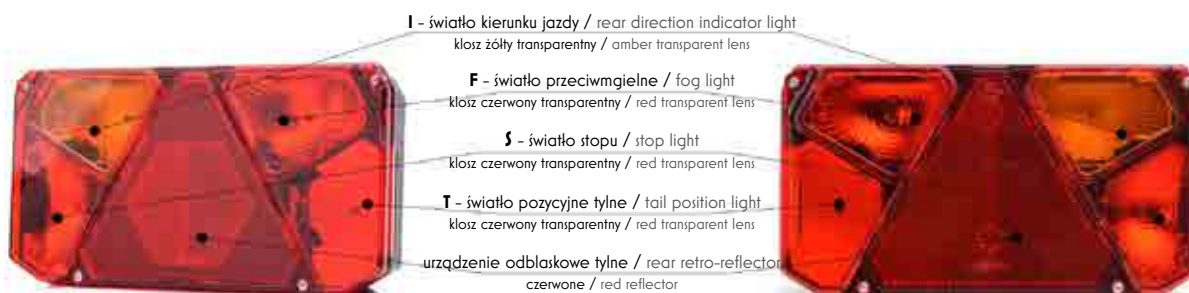 I - światło kierunku jazdy / rear direction indicator light
klosz żółty transparentny / amber transparent lens
F - światło przeciwmgielne / fog light
klosz czerwony transparentny / red transparent lens
S - światło stopu / stop light
klosz czerwony transparentny / red transparent lens
T - światło pozycyjne tylne / tail position light
klosz czerwony transparentny / red transparent lens
urządzenie odblaskowe tylne / rear retro-reflector
czerwone / red reflector